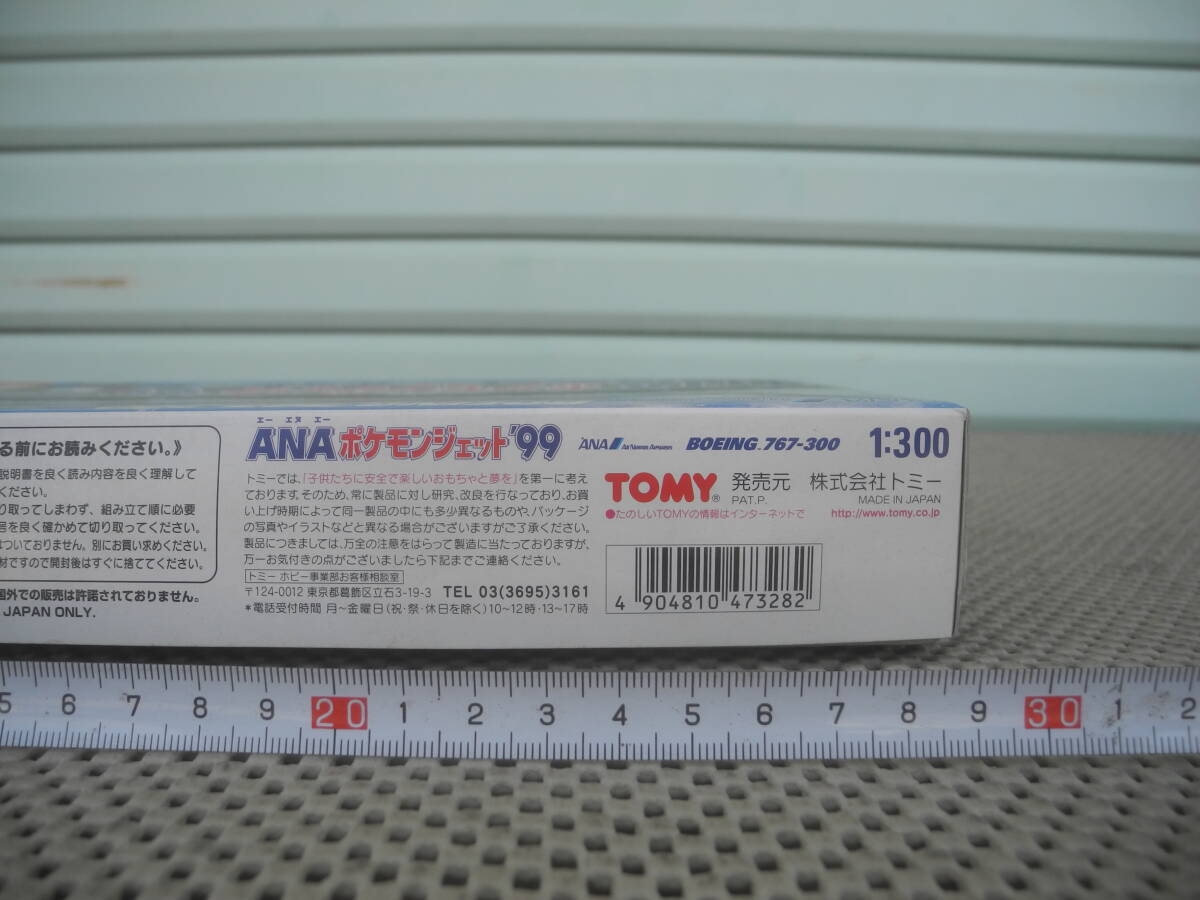 る前にお読みください。》
説明書を良く読み内容を良く理解して
ください。
り取ってしまわず、組み立て順に必要
号を良く確かめて切り取ってください。
ついておりません。別にお買い求めください。
材ですので開封後はすぐに捨ててください。
国外での販売は許諾されておりません。
JAPAN ONLY.
エー エヌ エー
ANAポケモンジェット'99
トミーでは、「子供たちに安全で楽しいおもちゃと夢を」を第一に考え
ております。そのため、常に製品に対し研究、改良を行なっており、お買
い上げ時期によって同一製品の中にも多少異なるものや、パッケージ
の写真やイラストなどと異なる場合がございますがご了承ください。
製品につきましては、万全の注意をはらって製造に当たっておりますが、
万一お気付きの点がございましたら下記までご連絡ください。
トミー ホビー事業部お客様相談室
〒124-0012 東京都葛飾区立石3-19-3 TEL 03(3695)3161
*電話受付時間 月〜金曜日(祝・祭・休日を除く)10〜12時・13〜17時
ANA All Nippon Airways BOEING 767-300 1:300
TOMY® 発売元 株式会社トミー
PAT.P. MADE IN JAPAN
●たのしいTOMYの情報はインターネットで http://www.tomy.co.jp
4 904810 473282
5 6 7 8 9 20 1 2 3 4 5 6 7 8 9 30 1 2